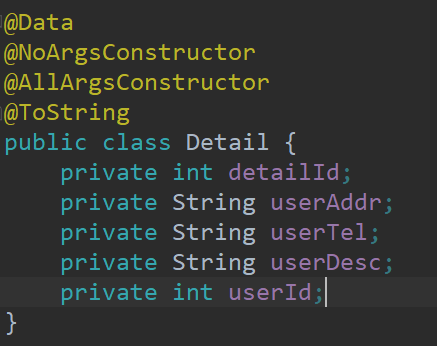 @Data
@NoArgsConstructor
@AllArgsConstructor
@ToString
public class Detail {
    private int detailId;
    private String userAddr;
    private String userTel;
    private String userDesc;
    private int userId;
}